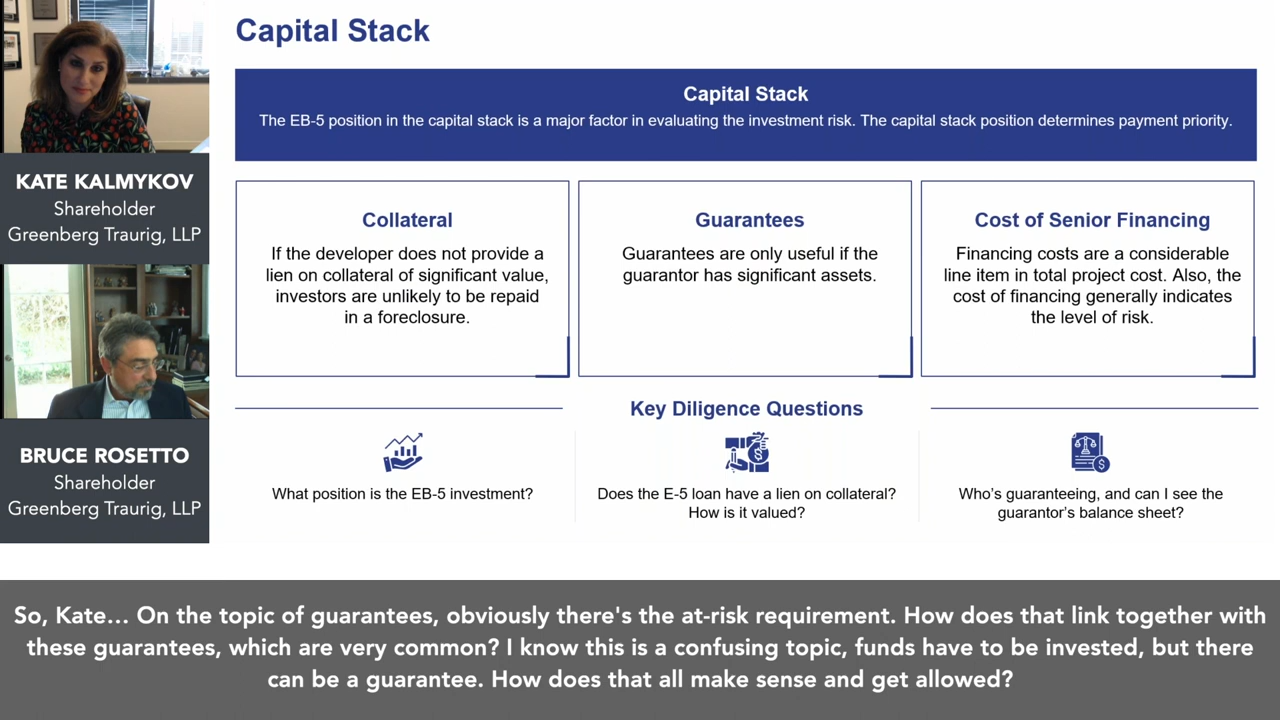 Capital Stack
Capital Stack
The EB-5 position in the capital stack is a major factor in evaluating the investment risk. The capital stack position determines payment priority.
KATE KALMYKOV
Shareholder
Greenberg Traurig, LLP
Collateral
If the developer does not provide a
lien on collateral of significant value,
investors are unlikely to be repaid
in a foreclosure.
Guarantees
Guarantees are only useful if the
guarantor has significant assets.
Cost of Senior Financing
Financing costs are a considerable
line item in total project cost. Also, the
cost of financing generally indicates
the level of risk.
BRUCE ROSETTO
Shareholder
Greenberg Traurig, LLP
Key Diligence Questions
What position is the EB-5 investment?
Does the E-5 loan have a lien on collateral?
How is it valued?
Who's guaranteeing, and can I see the
guarantor's balance sheet?
So, Kate... On the topic of guarantees, obviously there's the at-risk requirement. How does that link together with
these guarantees, which are very common? I know this is a confusing topic, funds have to be invested, but there
can be a guarantee. How does that all make sense and get allowed?